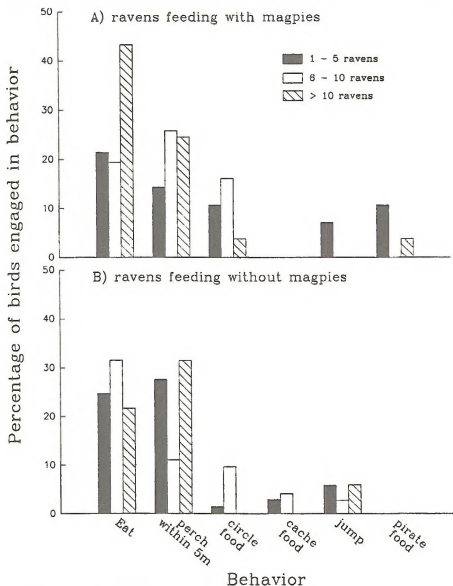 A) ravens feeding with magpies
1 - 5 ravens
6 - 10 ravens
> 10 ravens
50
40
30
20
10
0
B) ravens feeding without magpies
50
40
30
20
10
0
Percentage of birds engaged in behavior
Eat
perch
within 5m
circle
food
cache
food
jump
pirate
food
Behavior